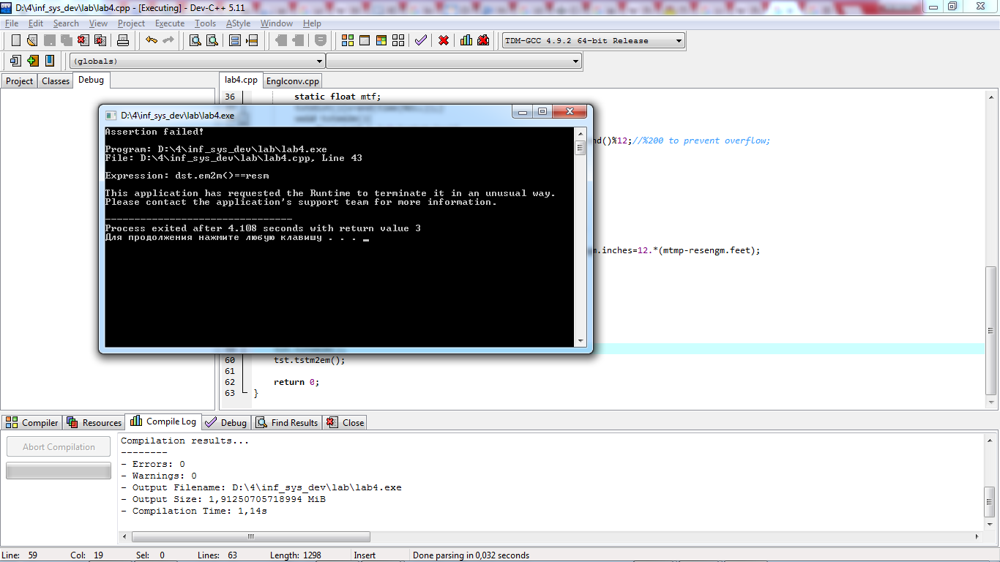 D:\4\inf_sys_dev\lab\lab4.cpp - [Executing] - Dev-C++ 5.11
File Edit Search View Project Execute Tools AStyle Window Help
TDM-GCC 4.9.2 64-bit Release
(globals)
Project Classes Debug
lab4.cpp Englconv.cpp
36 static float mtf;
D:\4\inf_sys_dev\lab\lab4.exe
Assertion failed!
nd()%12;//%200 to prevent overflow;
Program: D:\4\inf_sys_dev\lab\lab4.exe
File: D:\4\inf_sys_dev\lab\lab4.cpp, Line 43
Expression: dst.em2m()==resm
This application has requested the Runtime to terminate it in an unusual way.
Please contact the application's support team for more information.
--------------------------------
Process exited after 4.108 seconds with return value 3
Для продолжения нажмите любую клавишу . . . _
m.inches=12.*(mtmp-resengm.feet);
60 tst.tstm2em();
61
62 return 0;
63 }
Compiler Resources Compile Log Debug Find Results Close
Abort Compilation
Compilation results...
--------
- Errors: 0
- Warnings: 0
- Output Filename: D:\4\inf_sys_dev\lab\lab4.exe
- Output Size: 1,91250705718994 MiB
- Compilation Time: 1,14s
Line: 59 Col: 19 Sel: 0 Lines: 63 Length: 1298 Insert Done parsing in 0,032 seconds